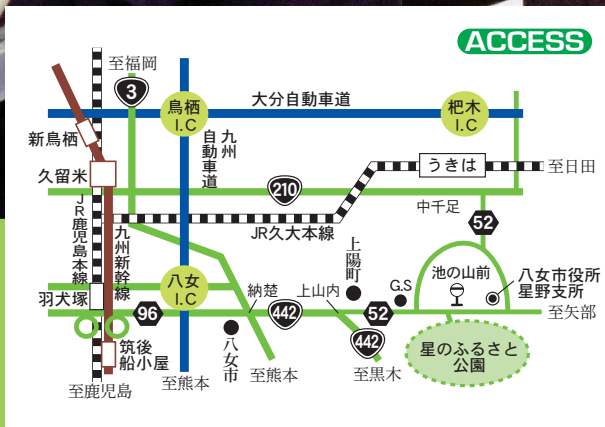 ACCESS
至福岡
3
鳥栖
I.C
大分自動車道
杷木
I.C
新鳥栖
九州
自動車道
久留米
210
うきは
至日田
中千足
52
JR鹿児島本線
九州新幹線
JR久大本線
上陽町
池の山前
八女市役所
星野支所
八女
I.C
羽犬塚
96
納楚
442
上山内
52
G.S
至矢部
筑後
船小屋
八女市
442
星のふるさと
公園
至鹿児島
至熊本
至熊本
至黒木